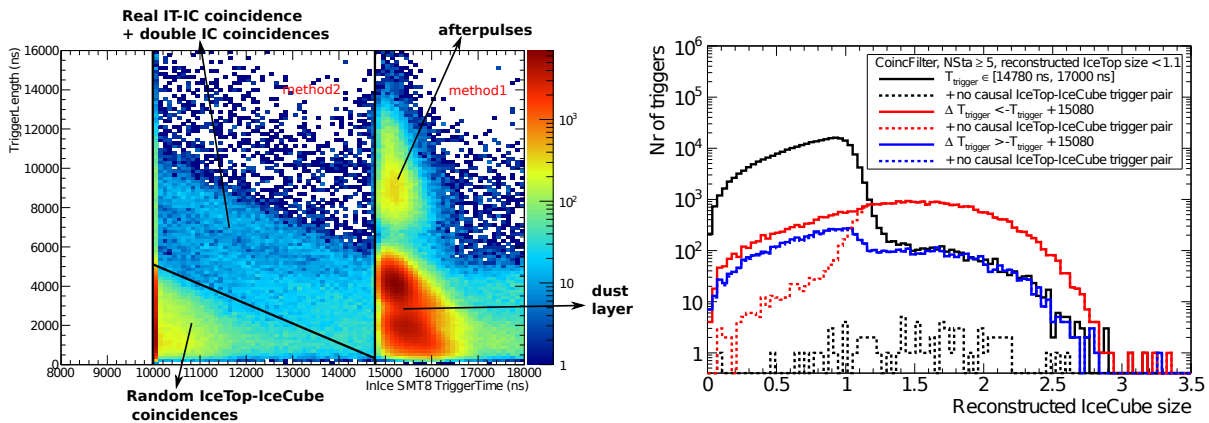 Real IT-IC coincidence
+ double IC coincidences
afterpulses
TriggerLength (ns)
16000
14000
12000
10000
8000
6000
4000
2000
0
method2
method1
10³
10²
10
1
dust
layer
8000 9000 10000 11000 12000 13000 14000 15000 16000 17000 18000
InIce SMT8 TriggerTime (ns)
Random IceTop-IceCube
coincidences
Nr of triggers
10⁶
10⁵
10⁴
10³
10²
10
1
CoincFilter, NSta ≥ 5, reconstructed IceTop size <1.1
T trigger ∈ [14780 ns, 17000 ns]
+ no causal IceTop-IceCube trigger pair
Δ T trigger <-T trigger +15080
+no causal IceTop-IceCube trigger pair
Δ T trigger >-T trigger +15080
+no causal IceTop-IceCube trigger pair
0 0.5 1 1.5 2 2.5 3 3.5
Reconstructed IceCube size